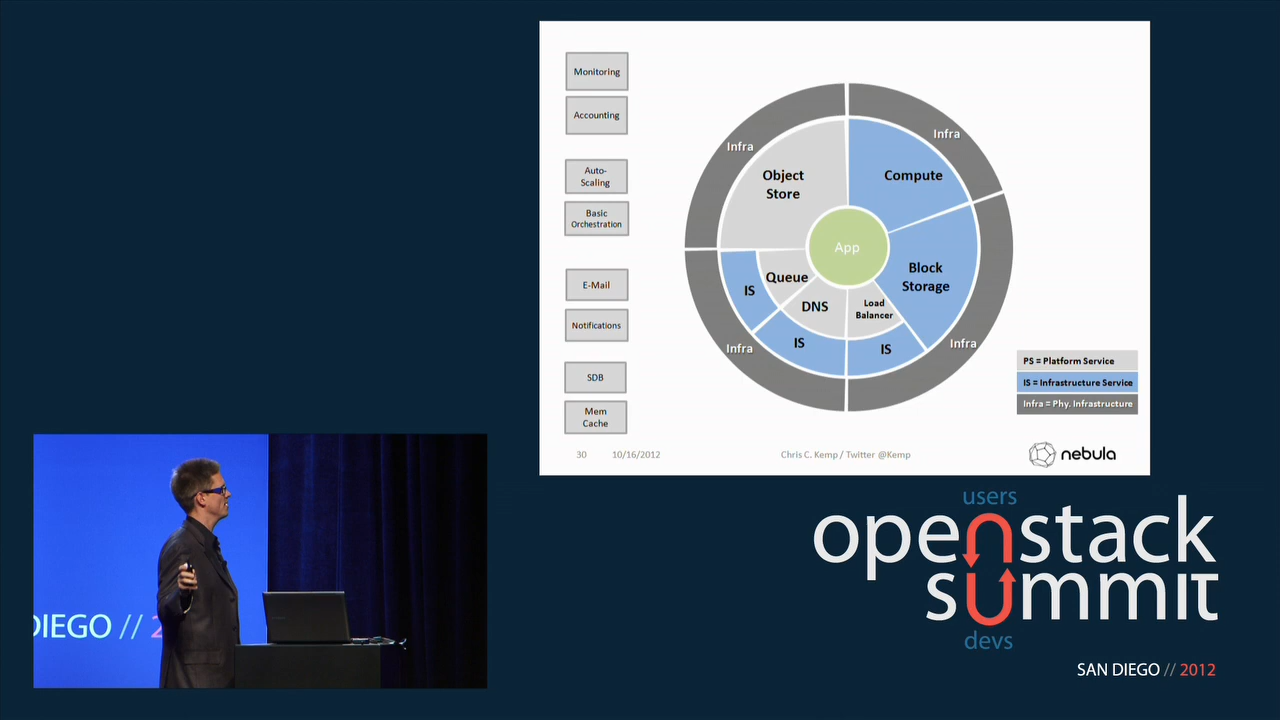 Monitoring
Accounting
Auto-
Scaling
Basic
Orchestration
E-Mail
Notifications
SDB
Mem
Cache
Infra
Infra
Object
Store
Compute
App
Block
Storage
Queue
IS
DNS
Load
Balancer
IS
IS
Infra
Infra
PS = Platform Service
IS = Infrastructure Service
Infra = Phy. Infrastructure
30
10/16/2012
Chris C. Kemp / Twitter @Kemp
nebula
DIEGO // 2
users
openstack
summit
devs
SAN DIEGO // 2012